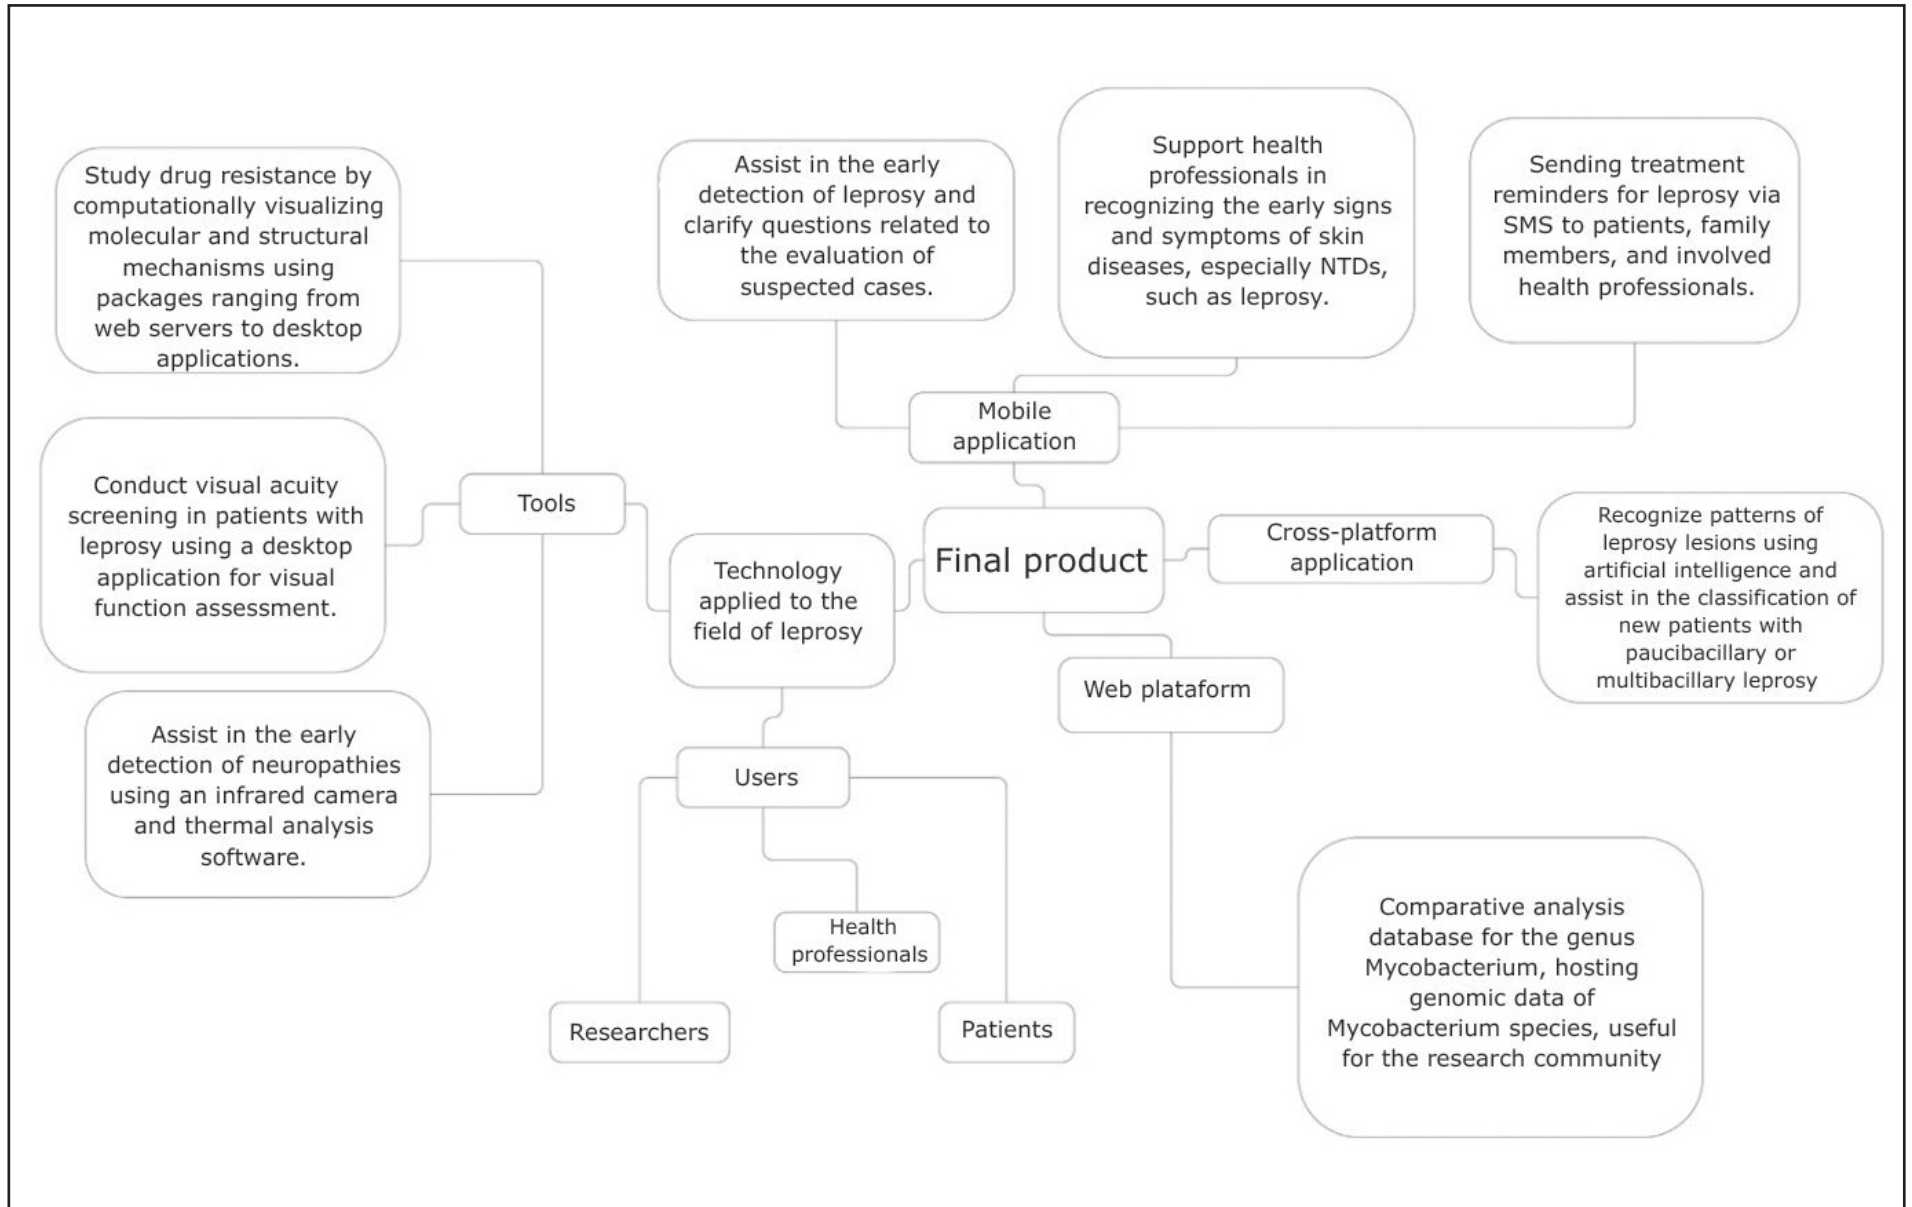 Study drug resistance by
computationally visualizing
molecular and structural
mechanisms using
packages ranging from
web servers to desktop
applications.
Assist in the early
detection of leprosy and
clarify questions related to
the evaluation of
suspected cases.
Support health
professionals in
recognizing the early signs
and symptoms of skin
diseases, especially NTDs,
such as leprosy.
Sending treatment
reminders for leprosy via
SMS to patients, family
members, and involved
health professionals.
Mobile
application
Conduct visual acuity
screening in patients with
leprosy using a desktop
application for visual
function assessment.
Tools
Technology
applied to the
field of leprosy
Final product
Cross-platform
application
Recognize patterns of
leprosy lesions using
artificial intelligence and
assist in the classification of
new patients with
paucibacillary or
multibacillary leprosy
Web plataform
Assist in the early
detection of neuropathies
using an infrared camera
and thermal analysis
software.
Users
Health
professionals
Researchers
Patients
Comparative analysis
database for the genus
Mycobacterium, hosting
genomic data of
Mycobacterium species, useful
for the research community